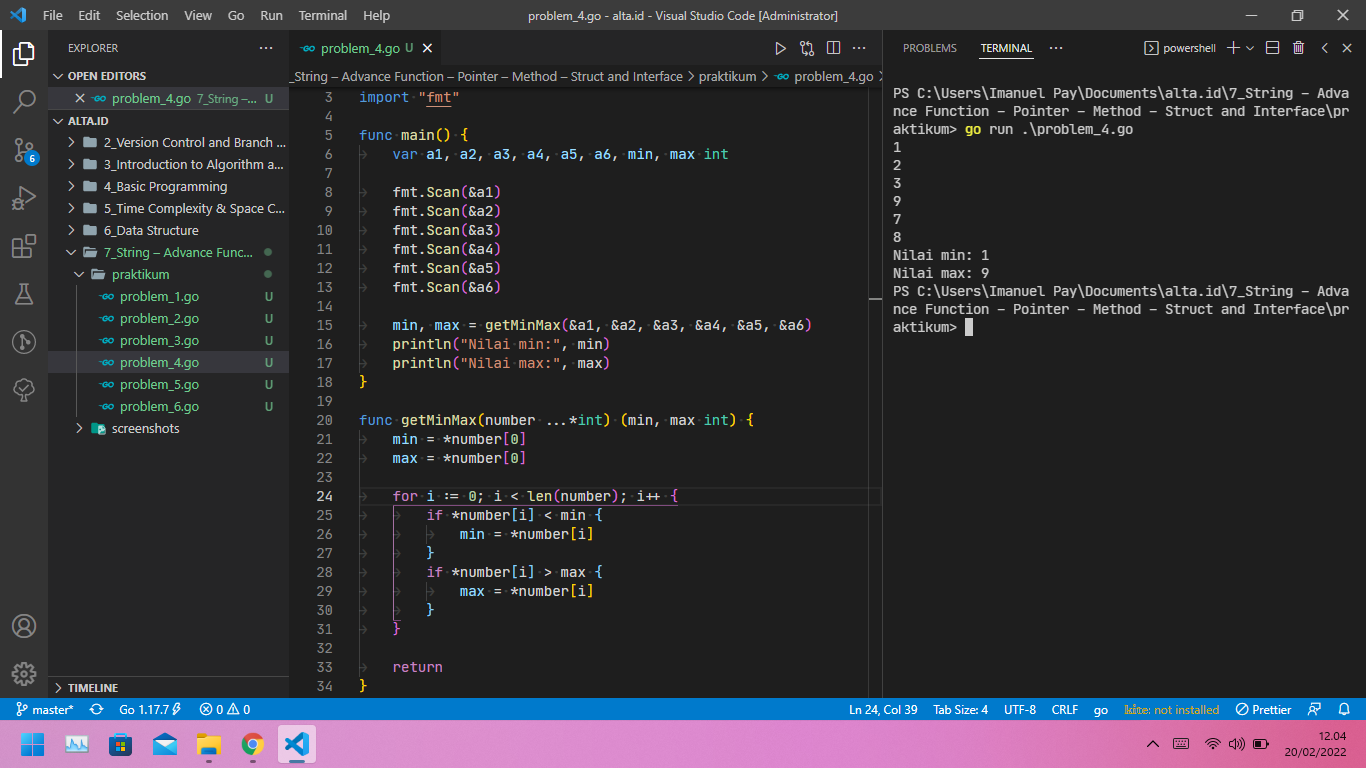 File Edit Selection View Go Run Terminal Help
problem_4.go - alta.id - Visual Studio Code [Administrator]
EXPLORER
OPEN EDITORS
problem_4.go 7_String –... U
ALTA.ID
2_Version Control and Branch ...
3_Introduction to Algorithm a...
4_Basic Programming
5_Time Complexity & Space C...
6_Data Structure
7_String – Advance Func...
praktikum
problem_1.go U
problem_2.go U
problem_3.go U
problem_4.go U
problem_5.go U
problem_6.go U
screenshots
TIMELINE
6
problem_4.go U
_String – Advance Function – Pointer – Method – Struct and Interface > praktikum > problem_4.go >
3 import "fmt"
4
5 func main() {
6 var a1, a2, a3, a4, a5, a6, min, max int
7
8 fmt.Scan(&a1)
9 fmt.Scan(&a2)
10 fmt.Scan(&a3)
11 fmt.Scan(&a4)
12 fmt.Scan(&a5)
13 fmt.Scan(&a6)
14
15 min, max = getMinMax(&a1, &a2, &a3, &a4, &a5, &a6)
16 println("Nilai min:", min)
17 println("Nilai max:", max)
18 }
19
20 func getMinMax(number ...*int) (min, max int) {
21 min = *number[0]
22 max = *number[0]
23
24 for i := 0; i < len(number); i++ {
25 if *number[i] < min {
26 min = *number[i]
27 }
28 if *number[i] > max {
29 max = *number[i]
30 }
31 }
32
33 return
34 }
PROBLEMS TERMINAL powershell
PS C:\Users\Imanuel Pay\Documents\alta.id\7_String – Adva
nce Function – Pointer – Method – Struct and Interface\pr
aktikum> go run .\problem_4.go
1
2
3
9
7
8
Nilai min: 1
Nilai max: 9
PS C:\Users\Imanuel Pay\Documents\alta.id\7_String – Adva
nce Function – Pointer – Method – Struct and Interface\pr
aktikum>
master* Go 1.17.7 0 0 Ln 24, Col 39 Tab Size: 4 UTF-8 CRLF go kite: not installed Prettier
12.04
20/02/2022